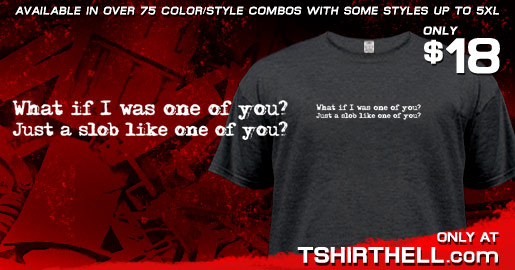 AVAILABLE IN OVER 75 COLOR/STYLE COMBOS WITH SOME STYLES UP TO 5XL
ONLY
$18
What if I was one of you?
Just a slob like one of you?
What if I was one of you?
Just a slob like one of you?
ONLY AT
TSHIRTHELL.com